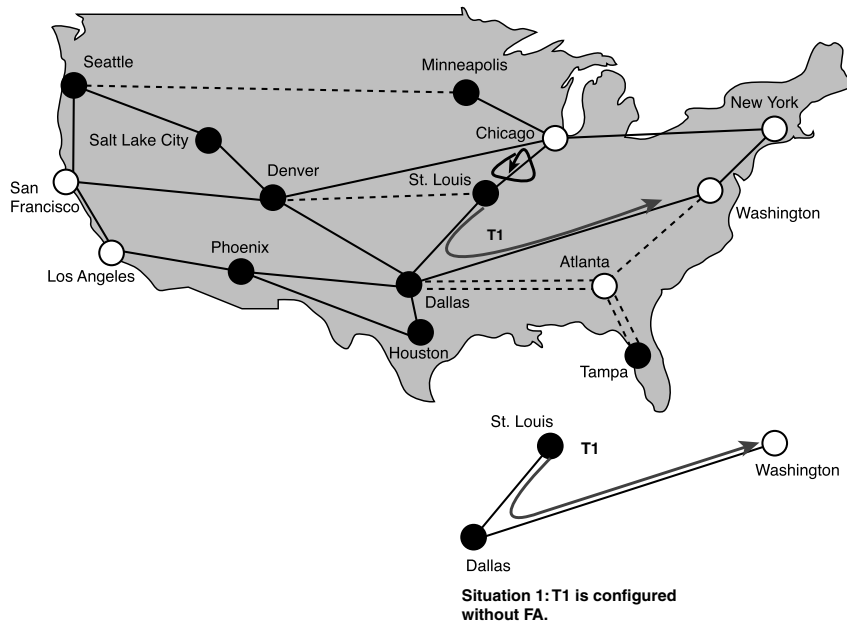 Seattle
Minneapolis
New York
Chicago
Salt Lake City
Denver
St. Louis
San
Francisco
Washington
T1
Phoenix
Atlanta
Los Angeles
Dallas
Houston
Tampa
St. Louis
T1
Washington
Dallas
Situation 1: T1 is configured
without FA.